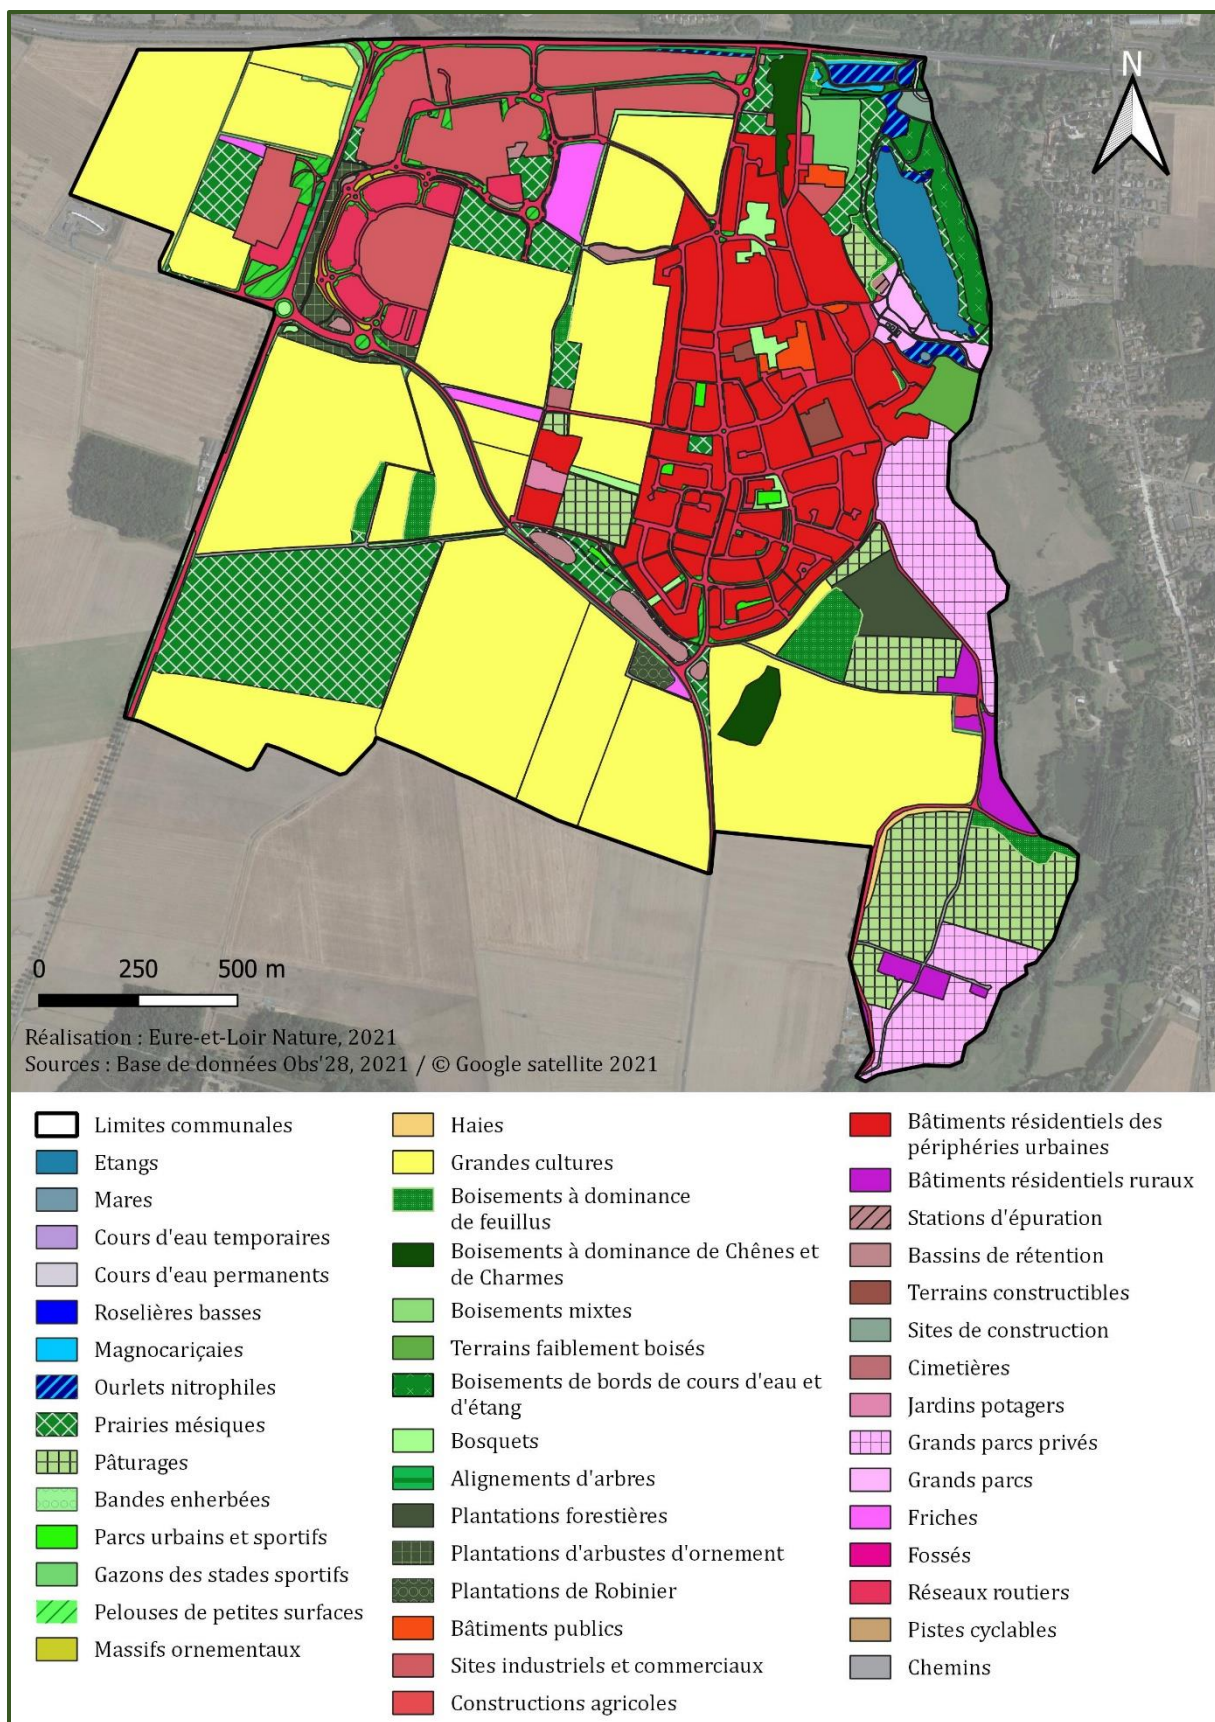 N
0 250 500 m
Réalisation : Eure-et-Loir Nature, 2021
Sources : Base de données Obs'28, 2021 / © Google satellite 2021
Limites communales
Etangs
Mares
Cours d'eau temporaires
Cours d'eau permanents
Roselières basses
Magnocariçaies
Ourlets nitrophiles
Prairies mésiques
Pâturages
Bandes enherbées
Parcs urbains et sportifs
Gazons des stades sportifs
Pelouses de petites surfaces
Massifs ornementaux
Haies
Grandes cultures
Boisements à dominance
de feuillus
Boisements à dominance de Chênes et
de Charmes
Boisements mixtes
Terrains faiblement boisés
Boisements de bords de cours d'eau et
d'étang
Bosquets
Alignements d'arbres
Plantations forestières
Plantations d'arbustes d'ornement
Plantations de Robinier
Bâtiments publics
Sites industriels et commerciaux
Constructions agricoles
Bâtiments résidentiels des
périphéries urbaines
Bâtiments résidentiels ruraux
Stations d'épuration
Bassins de rétention
Terrains constructibles
Sites de construction
Cimetières
Jardins potagers
Grands parcs privés
Grands parcs
Friches
Fossés
Réseaux routiers
Pistes cyclables
Chemins